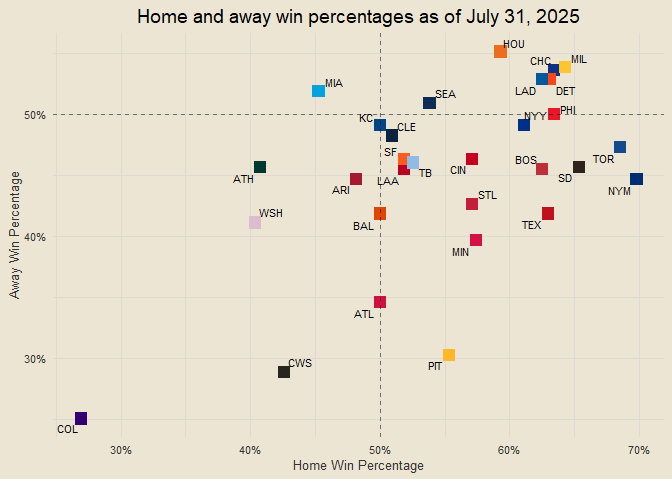 Home and away win percentages as of July 31, 2025
HOU
CHC
MIL
MIA
LAD
DET
SEA
50%
KC
NYY
PHI
CLE
SF
TOR
ATH
TB
CIN
BOS
SD
ARI
LAA
NYM
STL
WSH
BAL
TEX
40%
MIN
ATL
30%
CWS
PIT
COL
30%
40%
50%
60%
70%
Home Win Percentage
Away Win Percentage